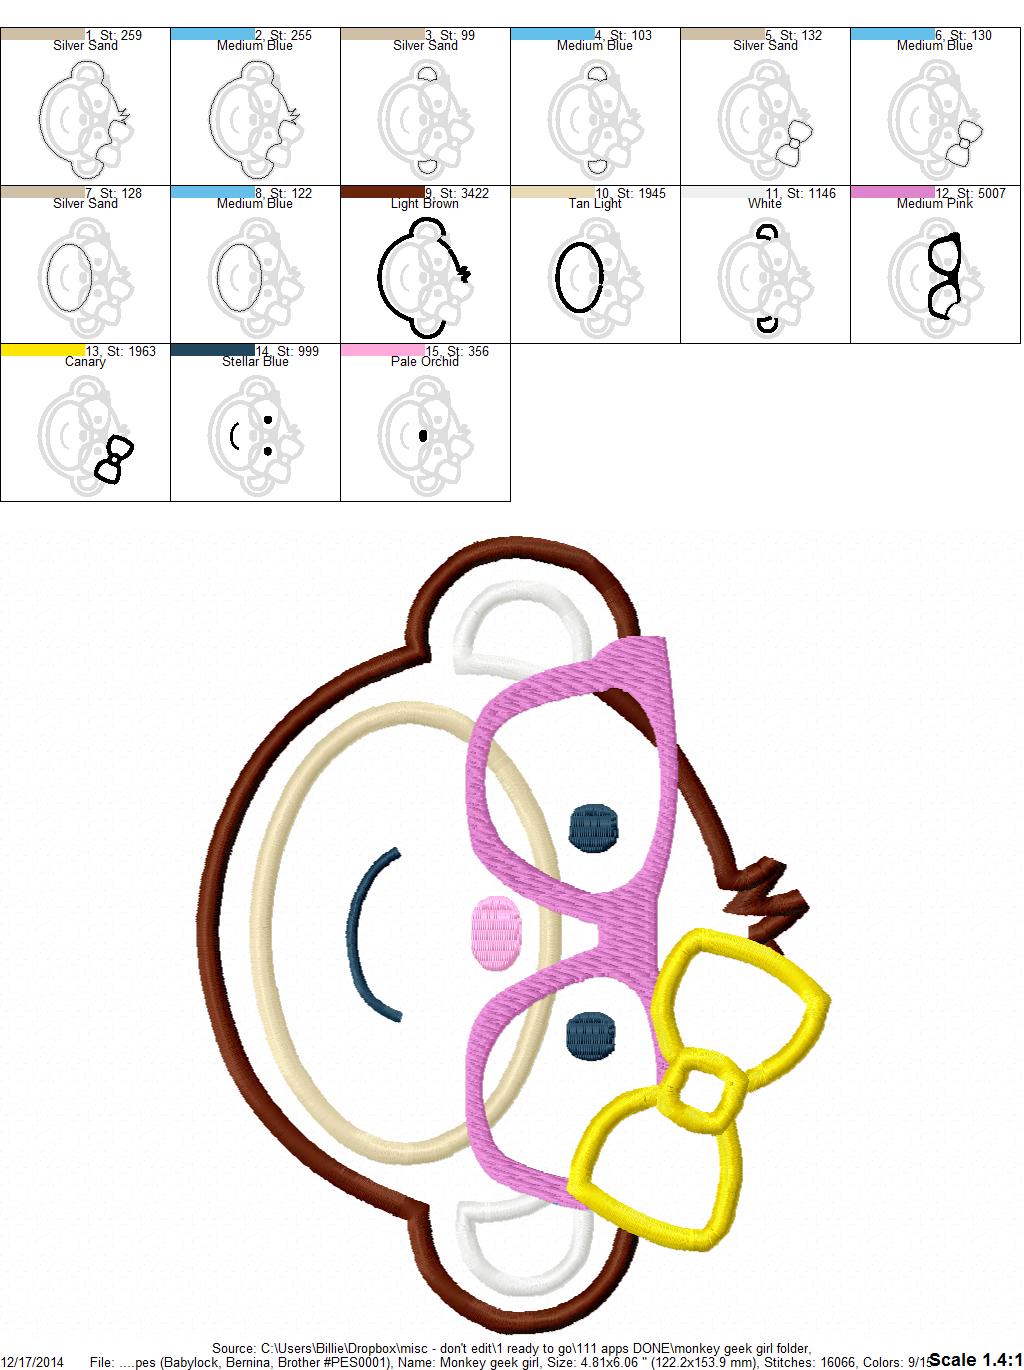 1, St: 259
Silver Sand
2, St: 255
Medium Blue
3, St: 99
Silver Sand
4, St: 103
Medium Blue
5, St: 132
Silver Sand
6, St: 130
Medium Blue
7, St: 128
Silver Sand
8, St: 122
Medium Blue
9, St: 3422
Light Brown
10, St: 1945
Tan Light
11, St: 1146
White
12, St: 5007
Medium Pink
13, St: 1963
Canary
14, St: 999
Stellar Blue
15, St: 356
Pale Orchid
Source: C:\Users\Billie\Dropbox\misc - don't edit\1 ready to go\111 apps DONE\monkey geek girl folder,
12/17/2014 File: ....pes (Babylock, Bernina, Brother #PES0001), Name: Monkey geek girl, Size: 4.81x6.06 " (122.2x153.9 mm), Stitches: 16066, Colors: 9/15 Scale 1.4:1